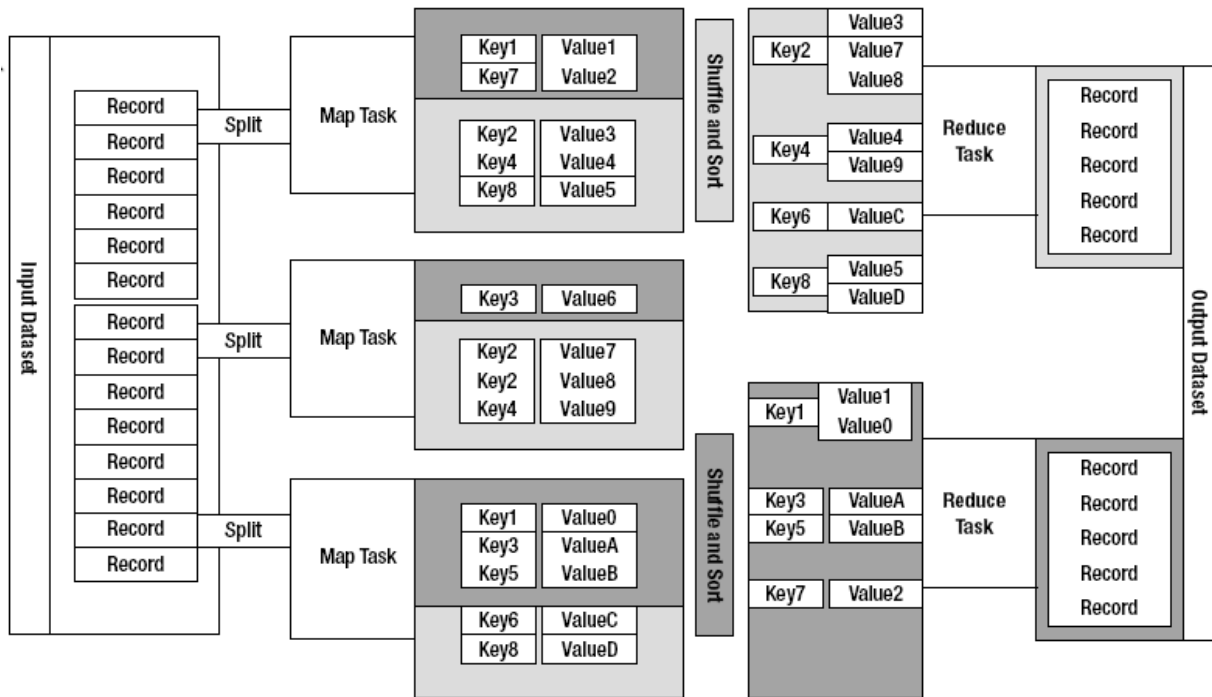 Input Dataset
Record
Record
Record
Record
Record
Record
Record
Record
Record
Record
Record
Record
Record
Record
Split
Split
Split
Map Task
Key1 Value1
Key7 Value2
Key2 Value3
Key4 Value4
Key8 Value5
Map Task
Key3 Value6
Key2 Value7
Key2 Value8
Key4 Value9
Map Task
Key1 Value0
Key3 ValueA
Key5 ValueB
Key6 ValueC
Key8 ValueD
Shuffle and Sort
Value3
Key2 Value7
Value8
Value4
Key4
Value9
Key6 ValueC
Value5
Key8
ValueD
Reduce
Task
Record
Record
Record
Record
Record
Shuffle and Sort
Value1
Key1
Value0
Key3 ValueA
Key5 ValueB
Key7 Value2
Reduce
Task
Record
Record
Record
Record
Record
Output Dataset